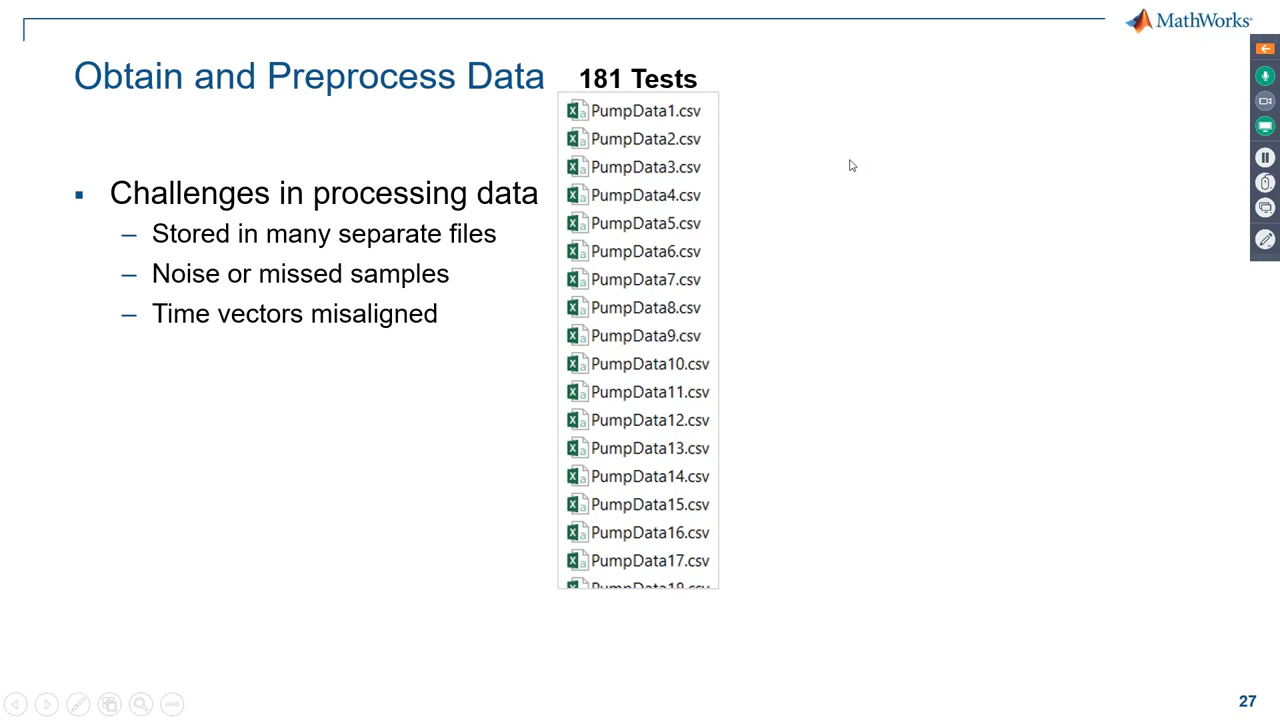 MathWorks®
Obtain and Preprocess Data
181 Tests
▪ Challenges in processing data
– Stored in many separate files
– Noise or missed samples
– Time vectors misaligned
PumpData1.csv
PumpData2.csv
PumpData3.csv
PumpData4.csv
PumpData5.csv
PumpData6.csv
PumpData7.csv
PumpData8.csv
PumpData9.csv
PumpData10.csv
PumpData11.csv
PumpData12.csv
PumpData13.csv
PumpData14.csv
PumpData15.csv
PumpData16.csv
PumpData17.csv
PumpData18.csv
27